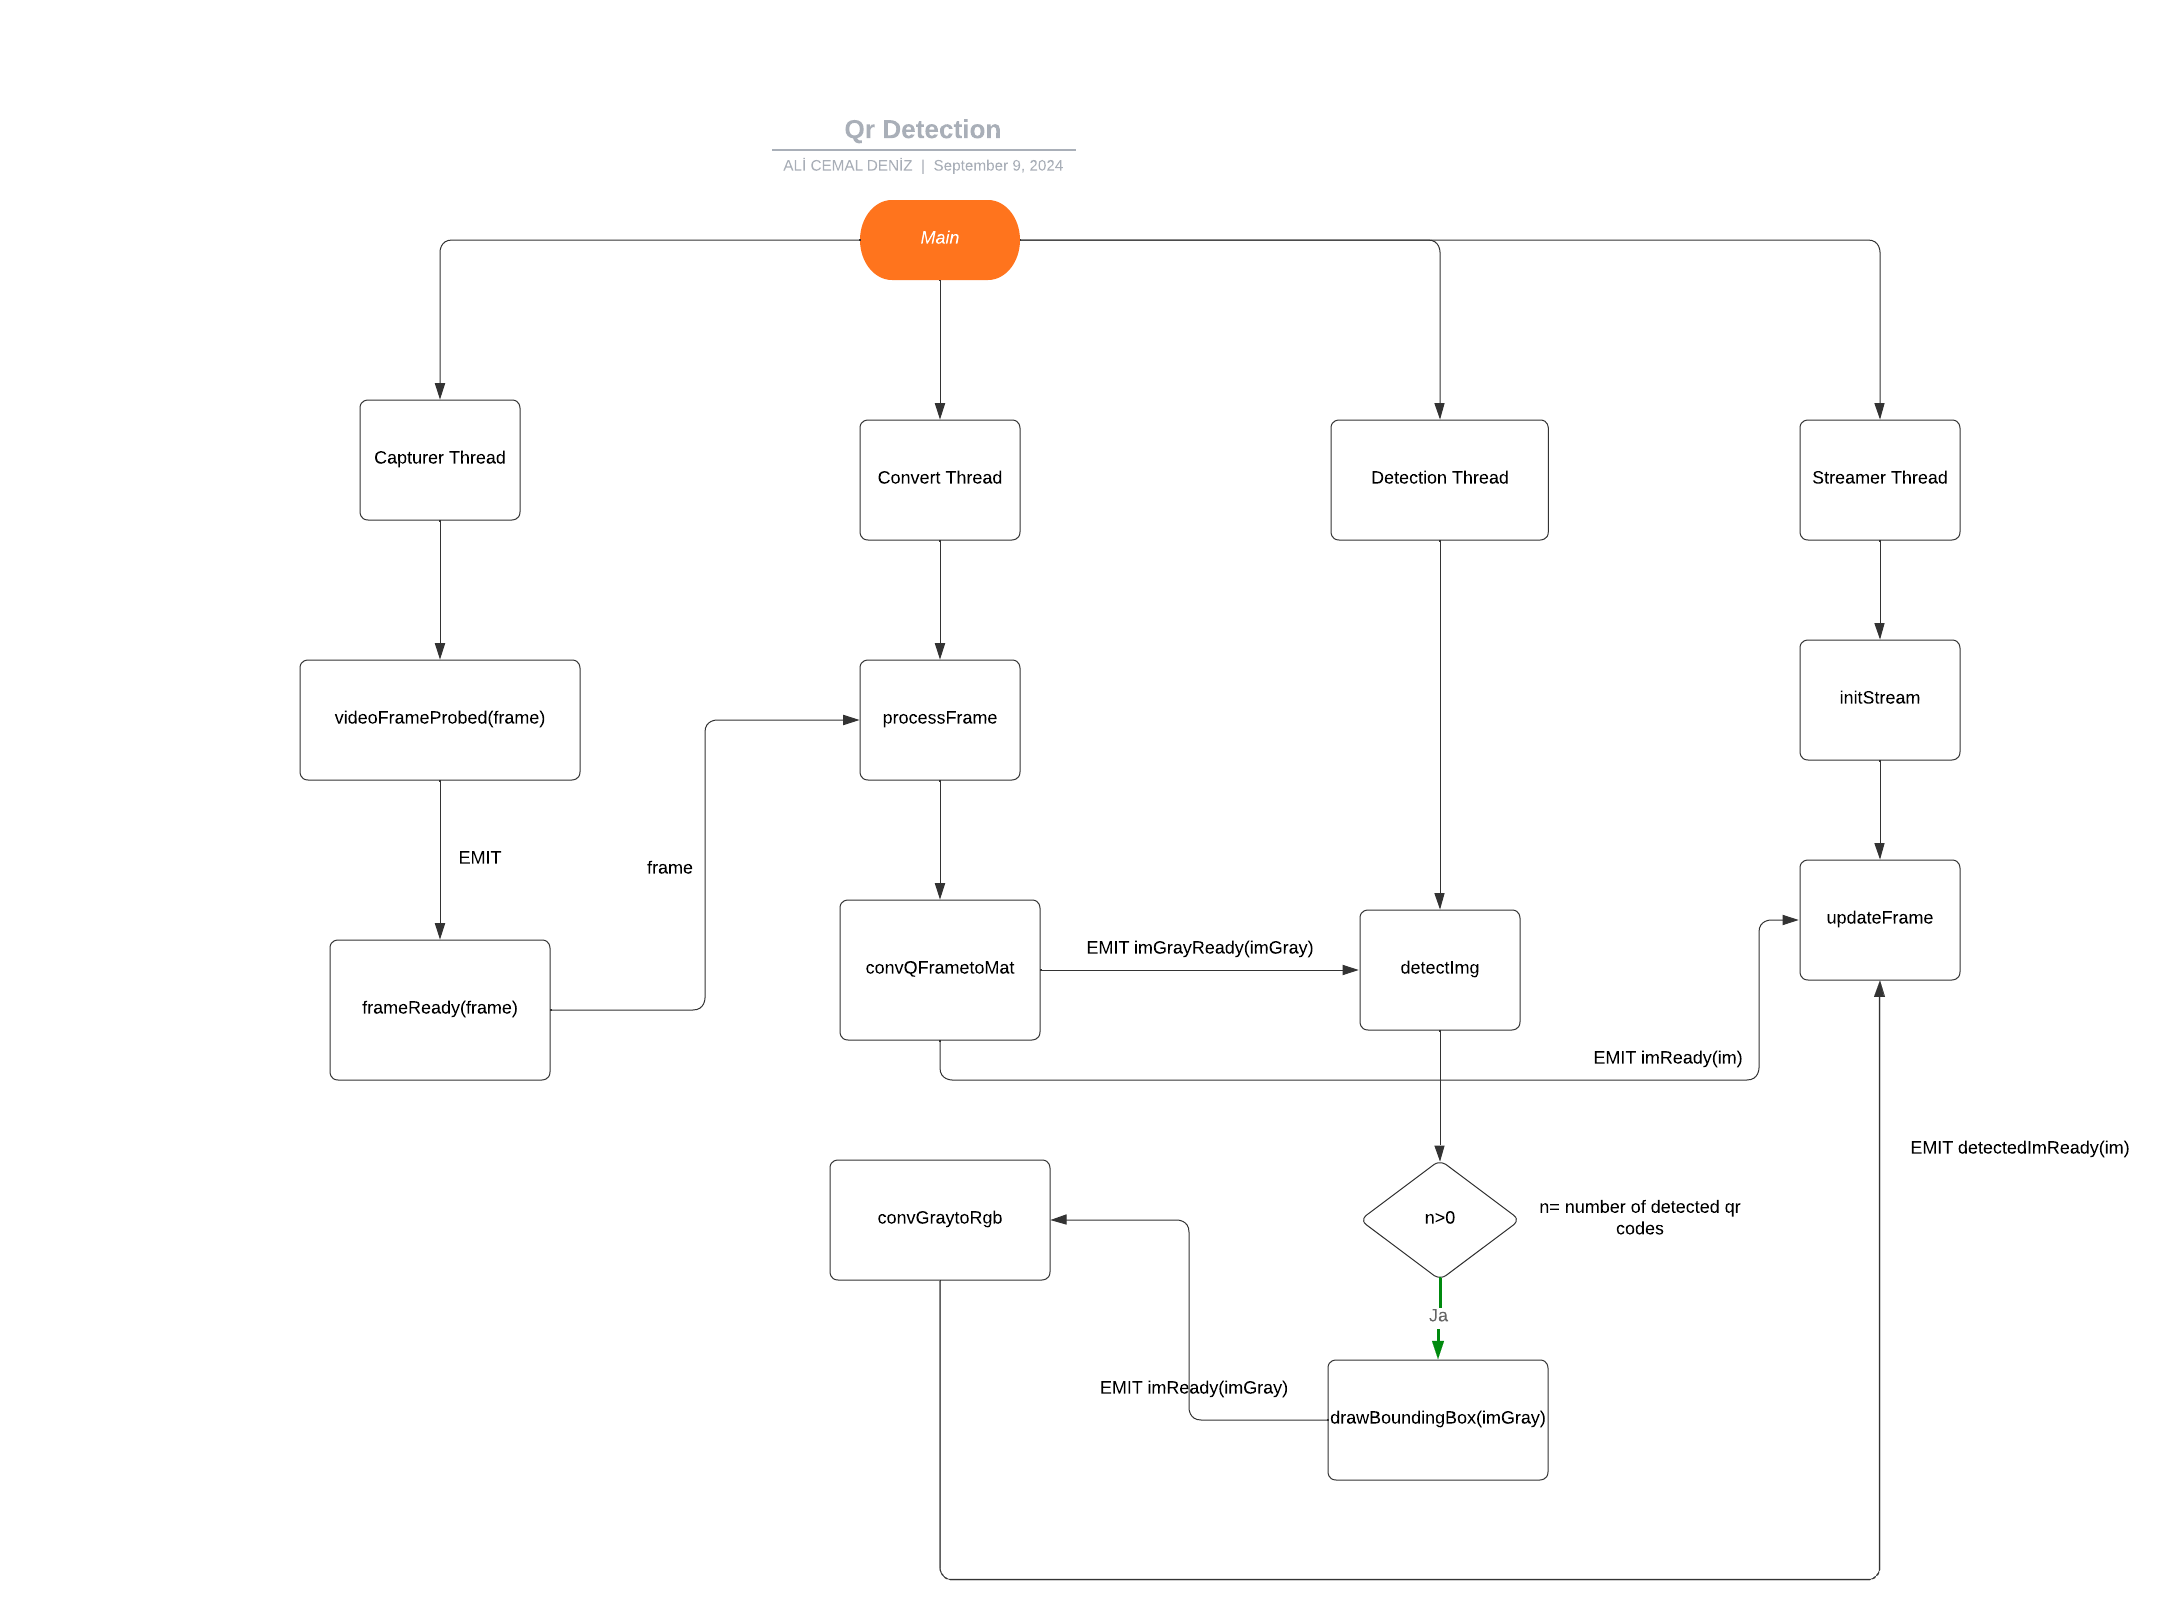 Qr Detection
ALİ CEMAL DENİZ | September 9, 2024
Main
Capturer Thread
Convert Thread
Detection Thread
Streamer Thread
videoFrameProbed(frame)
processFrame
initStream
EMIT
frame
frameReady(frame)
convQFrametoMat
EMIT imGrayReady(imGray)
detectImg
updateFrame
EMIT imReady(im)
EMIT detectedImReady(im)
convGraytoRgb
n>0
n= number of detected qr
codes
Ja
EMIT imReady(imGray)
drawBoundingBox(imGray)